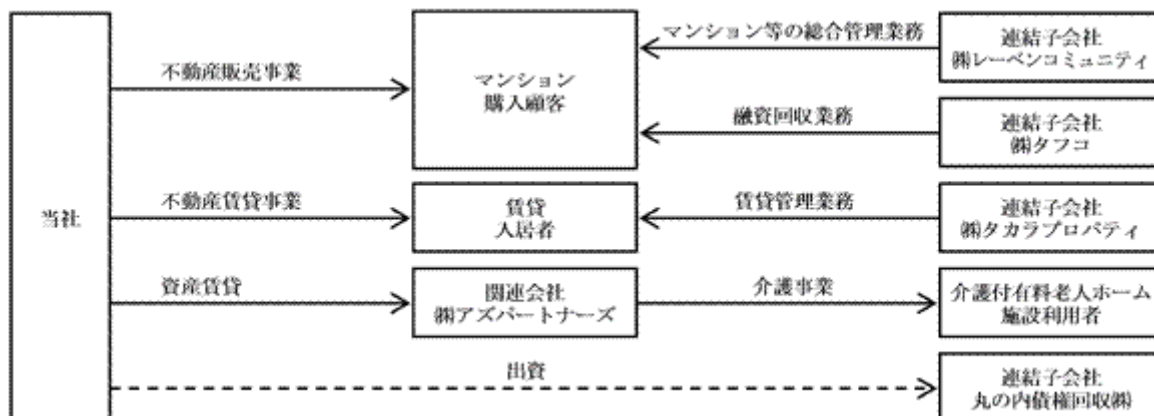 当社
不動産販売事業
マンション
購入顧客
マンション等の総合管理業務
連結子会社
㈱レーベンコミュニティ
融資回収業務
連結子会社
㈱タフコ
不動産賃貸事業
賃貸
入居者
賃貸管理業務
連結子会社
㈱タカラプロパティ
資産賃貸
関連会社
㈱アズパートナーズ
介護事業
介護付有料老人ホーム
施設利用者
出資
連結子会社
丸の内債権回収㈱